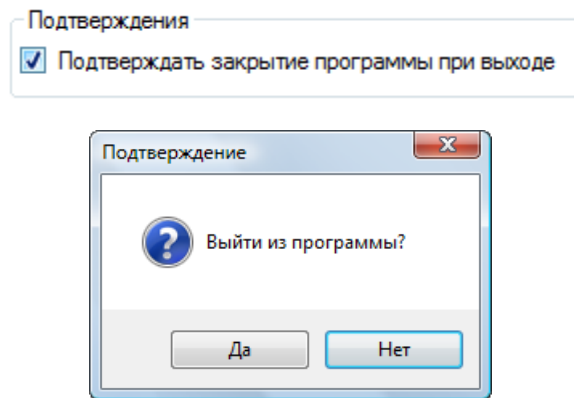 Подтверждения
Подтверждать закрытие программы при выходе
Подтверждение
Выйти из программы?
Да
Нет